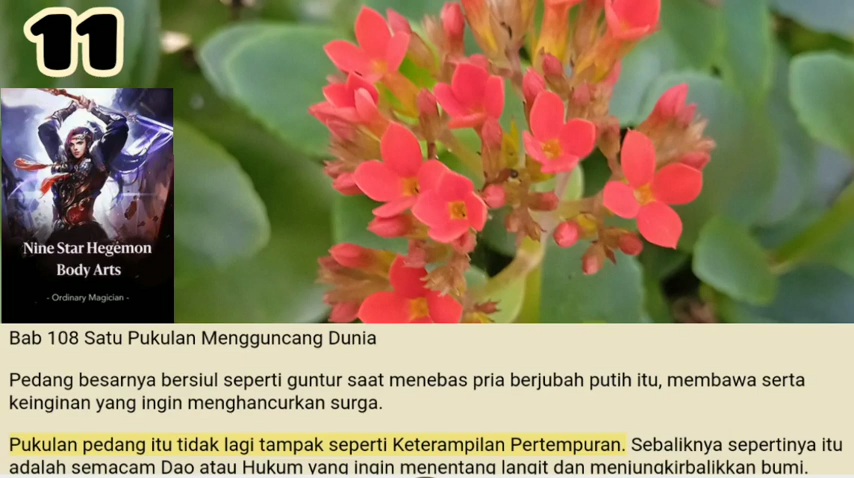 11
Nine Star Hegemon
Body Arts
- Ordinary Magician -
Bab 108 Satu Pukulan Mengguncang Dunia
Pedang besarnya bersiul seperti guntur saat menebas pria berjubah putih itu, membawa serta
keinginan yang ingin menghancurkan surga.
Pukulan pedang itu tidak lagi tampak seperti Keterampilan Pertempuran. Sebaliknya sepertinya itu
adalah semacam Dao atau Hukum yang ingin menentang langit dan menjungkirbalikkan bumi.